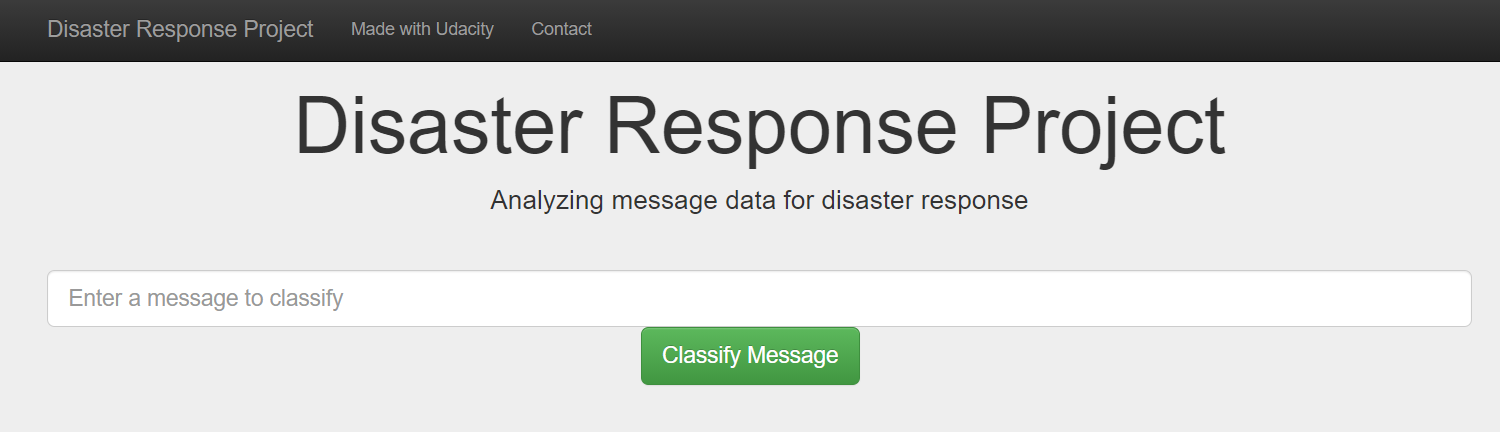 Disaster Response Project Made with Udacity Contact
Disaster Response Project
Analyzing message data for disaster response
Enter a message to classify
Classify Message